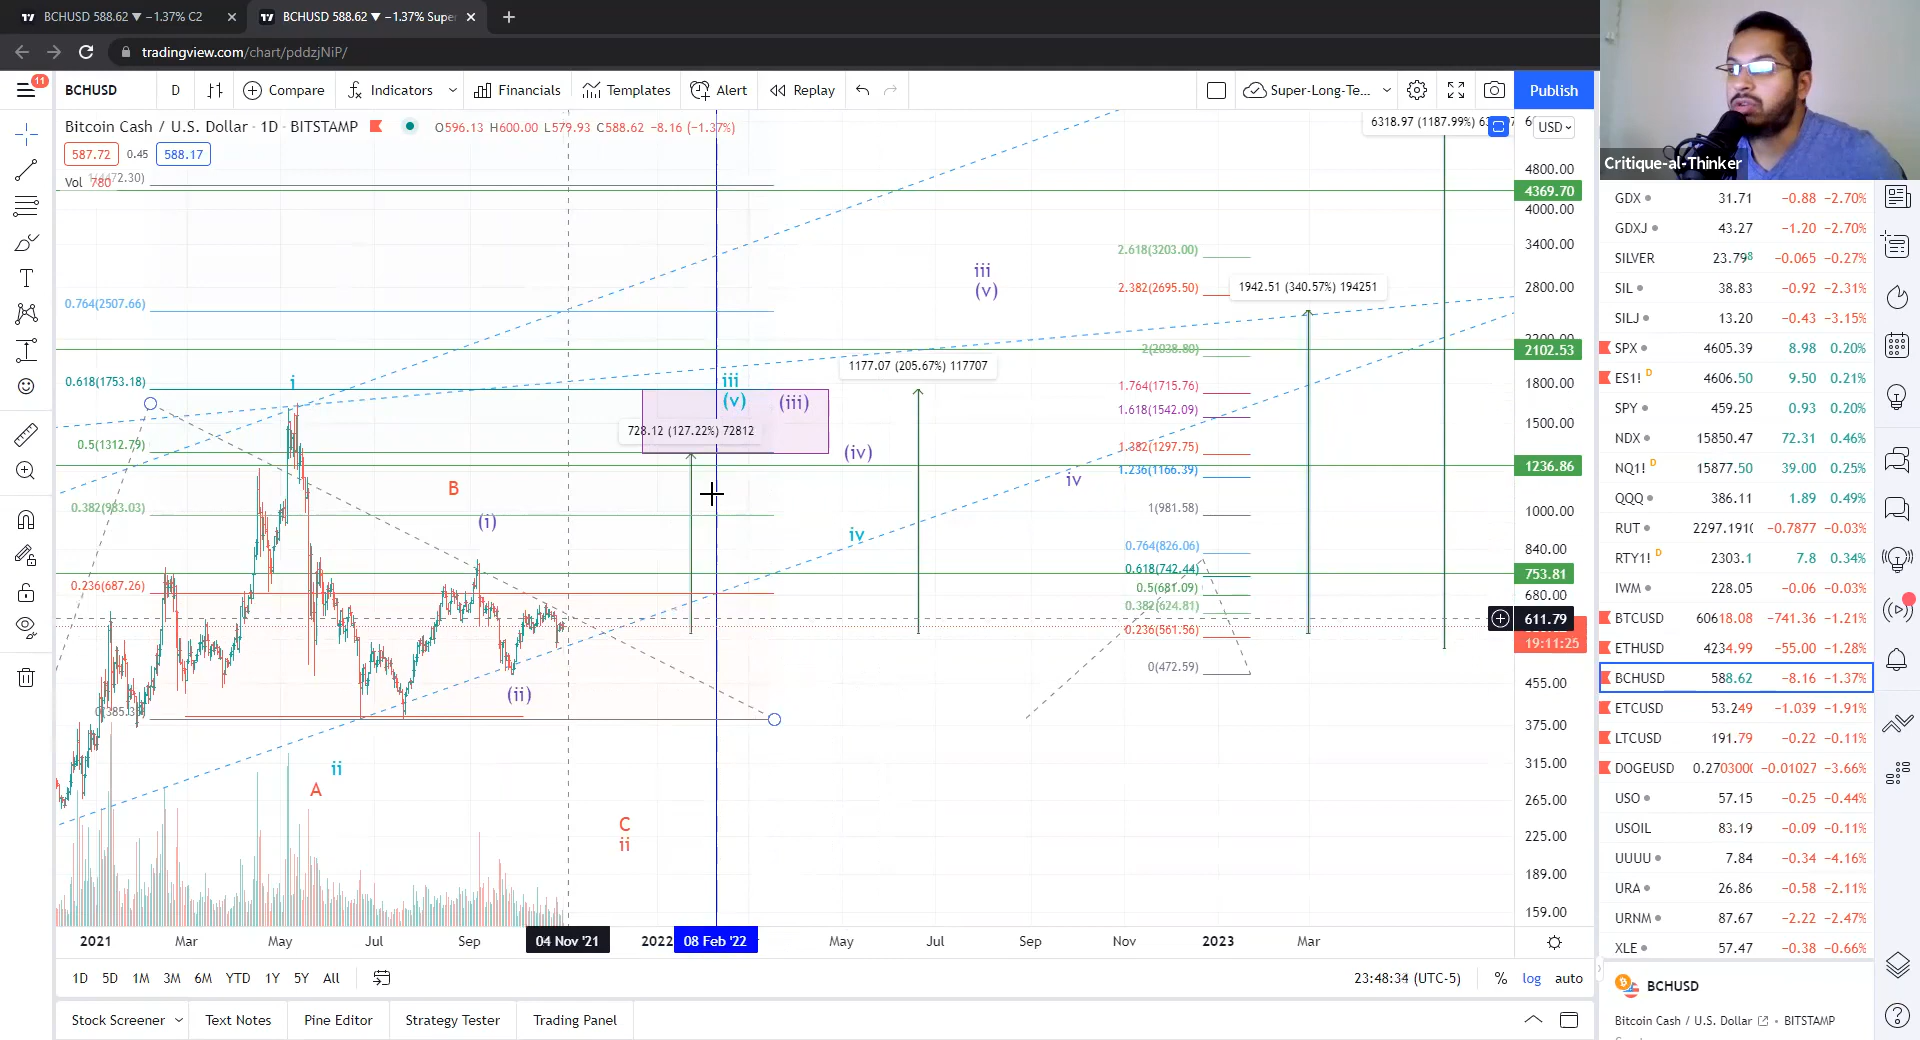 BCHUSD 588.62 ▼ −1.37% C2
BCHUSD 588.62 ▼ −1.37% Supe
tradingview.com/chart/pddzjNiP/
11
BCHUSD D Compare Indicators Financials Templates Alert Replay Super-Long-Te... Publish
Bitcoin Cash / U.S. Dollar · 1D · BITSTAMP O596.13 H600.00 L579.93 C588.62 −8.16 (−1.37%)
587.72 0.45 588.17
Vol 780
0.764(2507.66)
0.618(1753.18)
0.5(1312.79)
0.382(983.03)
0.236(687.26)
i
ii
A
B
(i)
(ii)
C
ii
iii
(v)
(iii)
(iv)
iv
iii
(v)
iv
728.12 (127.22%) 72812
1177.07 (205.67%) 117707
1942.51 (340.57%) 194251
6318.97 (1187.99%)
2.618(3203.00)
2.382(2695.50)
2(2038.80)
1.764(1715.76)
1.618(1542.09)
1.382(1297.75)
1.236(1166.39)
1(981.58)
0.764(826.06)
0.618(742.44)
0.5(681.09)
0.382(624.81)
0.236(561.56)
0(472.59)
USD
4800.00
4369.70
4000.00
3400.00
2800.00
2102.53
1800.00
1500.00
1236.86
1000.00
840.00
753.81
680.00
611.79
19:11:25
455.00
375.00
315.00
265.00
225.00
189.00
159.00
2021 Mar May Jul Sep 04 Nov '21 2022 08 Feb '22 May Jul Sep Nov 2023 Mar
1D 5D 1M 3M 6M YTD 1Y 5Y All 23:48:34 (UTC-5) % log auto
Stock Screener Text Notes Pine Editor Strategy Tester Trading Panel
Critique-al-Thinker
GDX 31.71 −0.88 −2.70%
GDXJ 43.27 −1.20 −2.70%
SILVER 23.798 −0.065 −0.27%
SIL 38.83 −0.92 −2.31%
SILJ 13.20 −0.43 −3.15%
SPX 4605.39 8.98 0.20%
ES1! D 4606.50 9.50 0.21%
SPY 459.25 0.93 0.20%
NDX 15850.47 72.31 0.46%
NQ1! D 15877.50 39.00 0.25%
QQQ 386.11 1.89 0.49%
RUT 2297.1910 −0.7877 −0.03%
RTY1! D 2303.1 7.8 0.34%
IWM 228.05 −0.06 −0.03%
BTCUSD 60618.08 −741.36 −1.21%
ETHUSD 4234.99 −55.00 −1.28%
BCHUSD 588.62 −8.16 −1.37%
ETCUSD 53.249 −1.039 −1.91%
LTCUSD 191.79 −0.22 −0.11%
DOGEUSD 0.270300 −0.01027 −3.66%
USO 57.15 −0.25 −0.44%
USOIL 83.19 −0.09 −0.11%
UUUU 7.84 −0.34 −4.16%
URA 26.86 −0.58 −2.11%
URNM 87.67 −2.22 −2.47%
XLE 57.47 −0.38 −0.66%
BCHUSD
Bitcoin Cash / U.S. Dollar • BITSTAMP